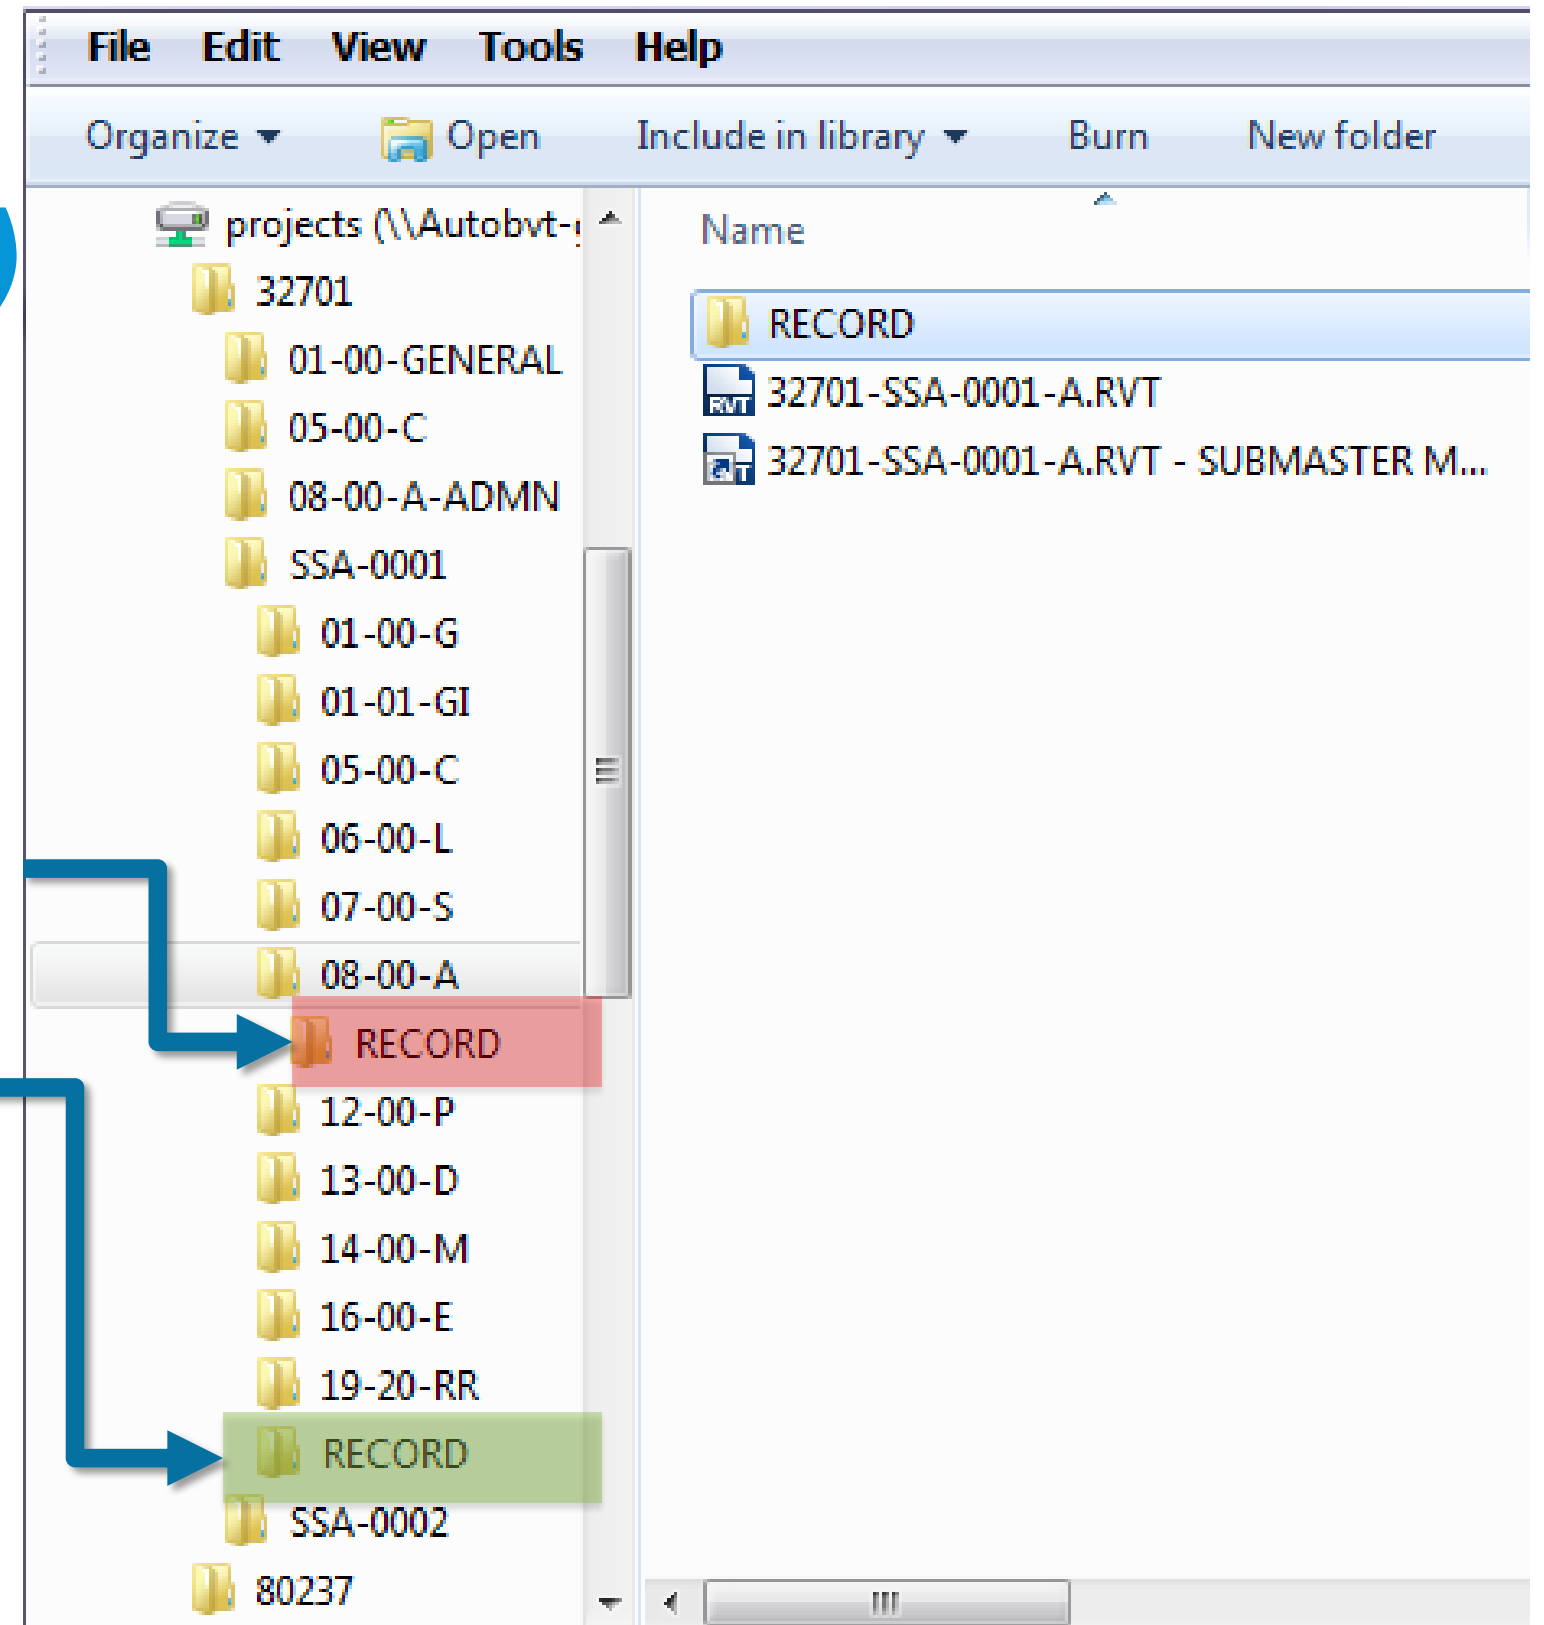 File Edit View Tools Help
Organize Open Include in library Burn New folder
projects (\\Autobvt-
32701
01-00-GENERAL
05-00-C
08-00-A-ADMN
SSA-0001
01-00-G
01-01-GI
05-00-C
06-00-L
07-00-S
08-00-A
RECORD
12-00-P
13-00-D
14-00-M
16-00-E
19-20-RR
RECORD
SSA-0002
80237
Name
RECORD
RVT 32701-SSA-0001-A.RVT
32701-SSA-0001-A.RVT - SUBMASTER M...